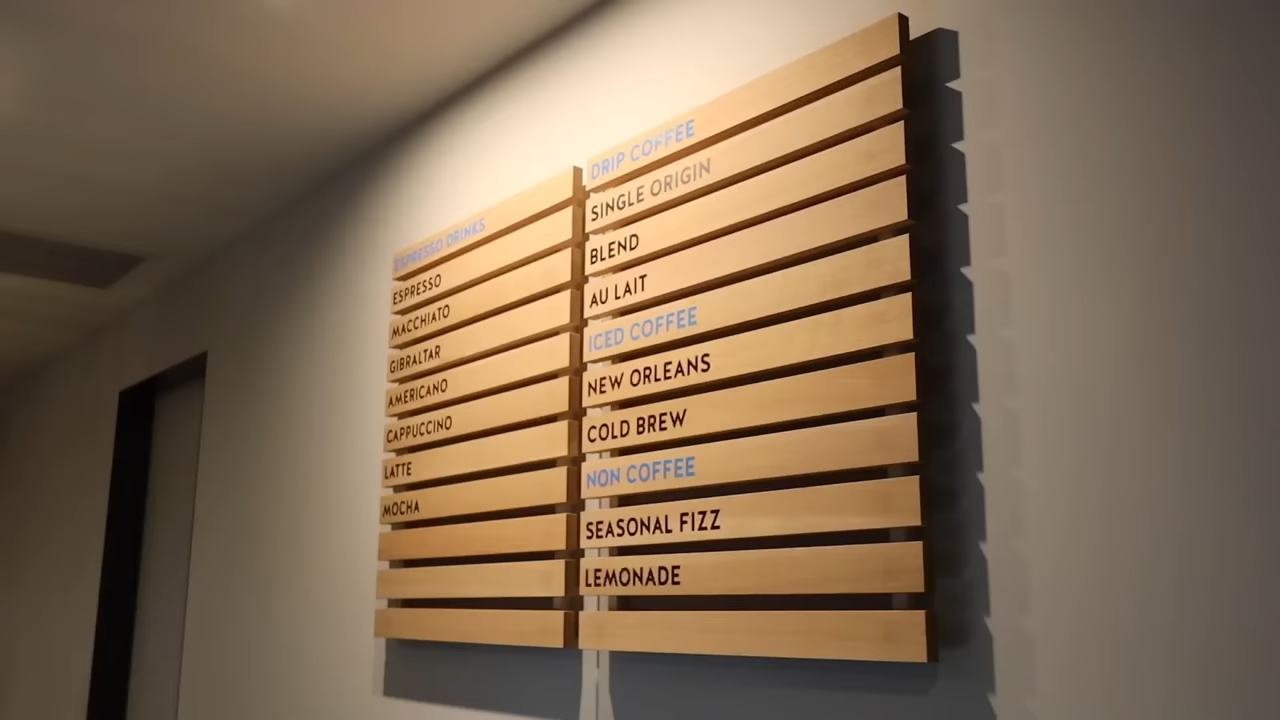 ESPRESSO DRINKS
ESPRESSO
MACCHIATO
GIBRALTAR
AMERICANO
CAPPUCCINO
LATTE
MOCHA
DRIP COFFEE
SINGLE ORIGIN
BLEND
AU LAIT
ICED COFFEE
NEW ORLEANS
COLD BREW
NON COFFEE
SEASONAL FIZZ
LEMONADE